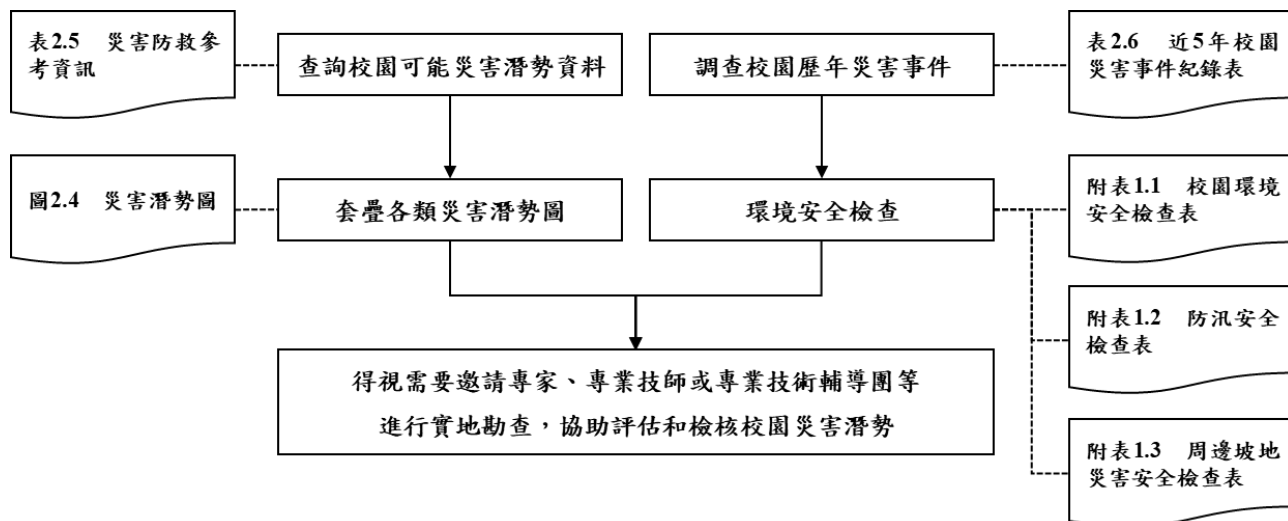 表2.5 災害防救參
考資訊
查詢校園可能災害潛勢資料
調查校園歷年災害事件
表2.6 近5年校園
災害事件紀錄表
圖2.4 災害潛勢圖
套疊各類災害潛勢圖
環境安全檢查
附表1.1 校園環境
安全檢查表
附表1.2 防汛安全
檢查表
得視需要邀請專家、專業技師或專業技術輔導團等
進行實地勘查，協助評估和檢核校園災害潛勢
附表1.3 周邊坡地
災害安全檢查表